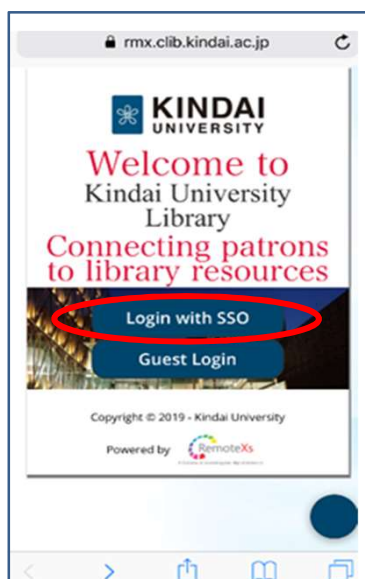 rmx.clib.kindai.ac.jp
KINDAI
UNIVERSITY
Welcome to
Kindai University
Library
Connecting patrons
to library resources
Login with SSO
Guest Login
Copyright © 2019 - Kindai University
Powered by RemoteXs